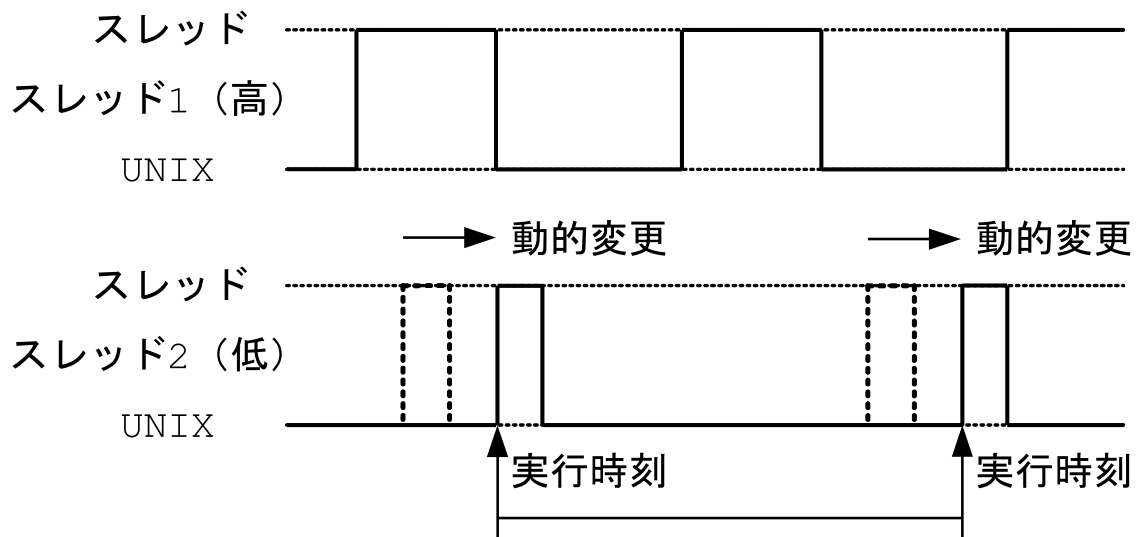 スレッド
スレッド1（高）
UNIX
動的変更 動的変更
スレッド
スレッド2（低）
UNIX
実行時刻 実行時刻